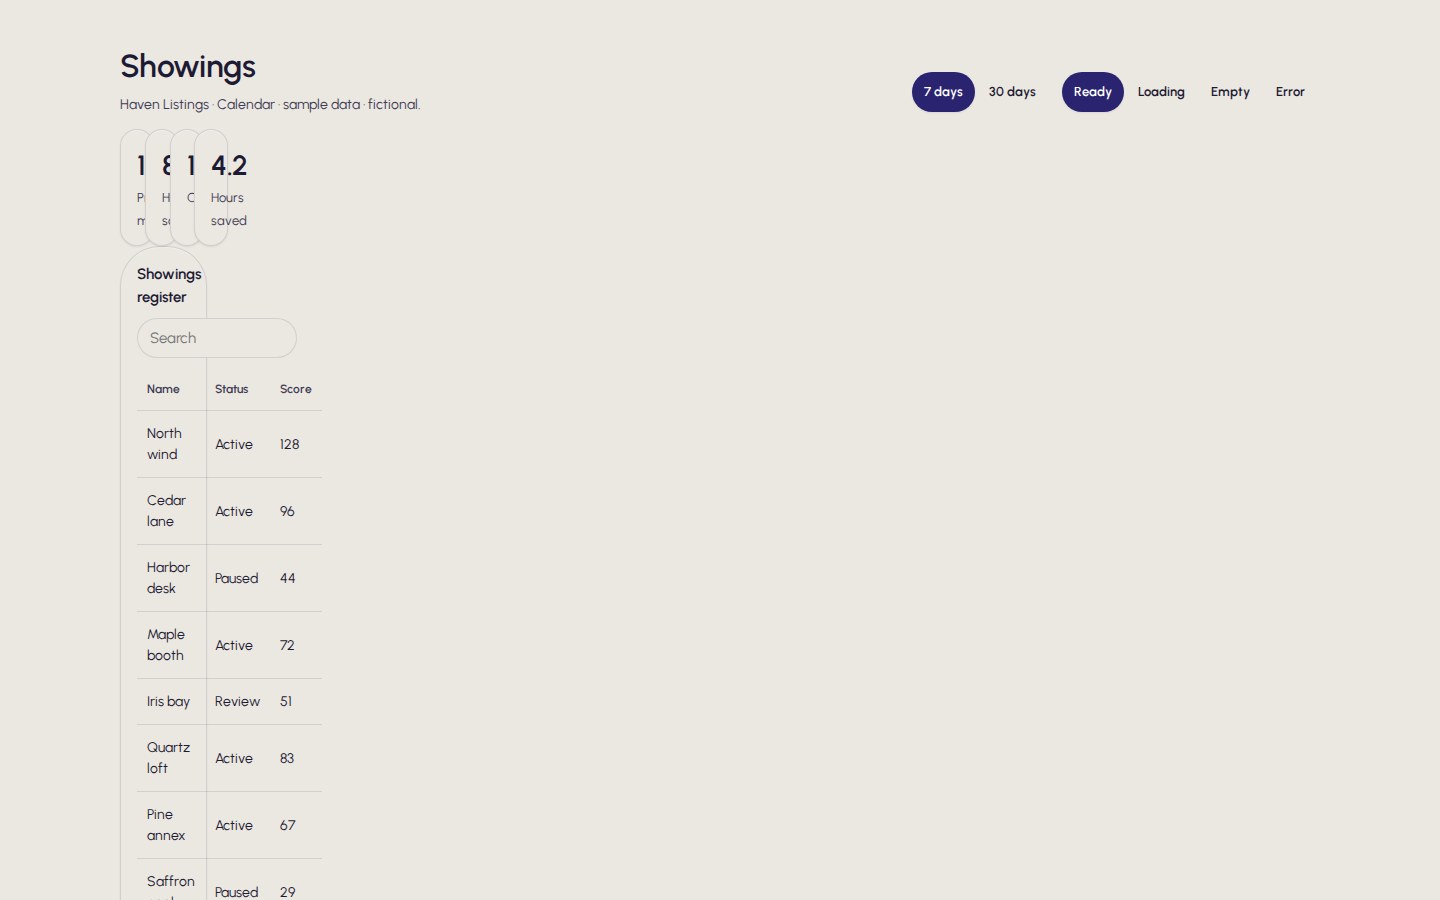 Showings
Haven Listings · Calendar · sample data · fictional.
7 days 30 days Ready Loading Empty Error
4.2
Hours
saved
Showings
register
Search
Name Status Score
North
wind
Active 128
Cedar
lane
Active 96
Harbor
desk
Paused 44
Maple
booth
Active 72
Iris bay Review 51
Quartz
loft
Active 83
Pine
annex
Active 67
Saffron
Paused 29